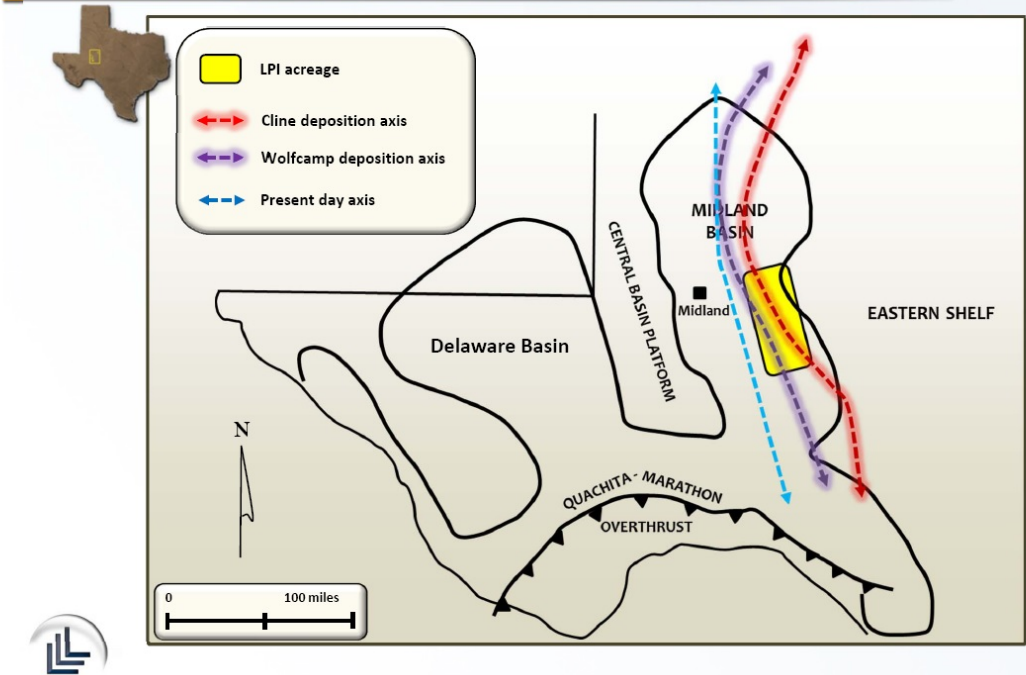 LPI acreage
Cline deposition axis
Wolfcamp deposition axis
Present day axis
MIDLAND
BASIN
CENTRAL BASIN PLATFORM
Midland
EASTERN SHELF
Delaware Basin
N
QUACHITA - MARATHON
OVERTHRUST
0 100 miles